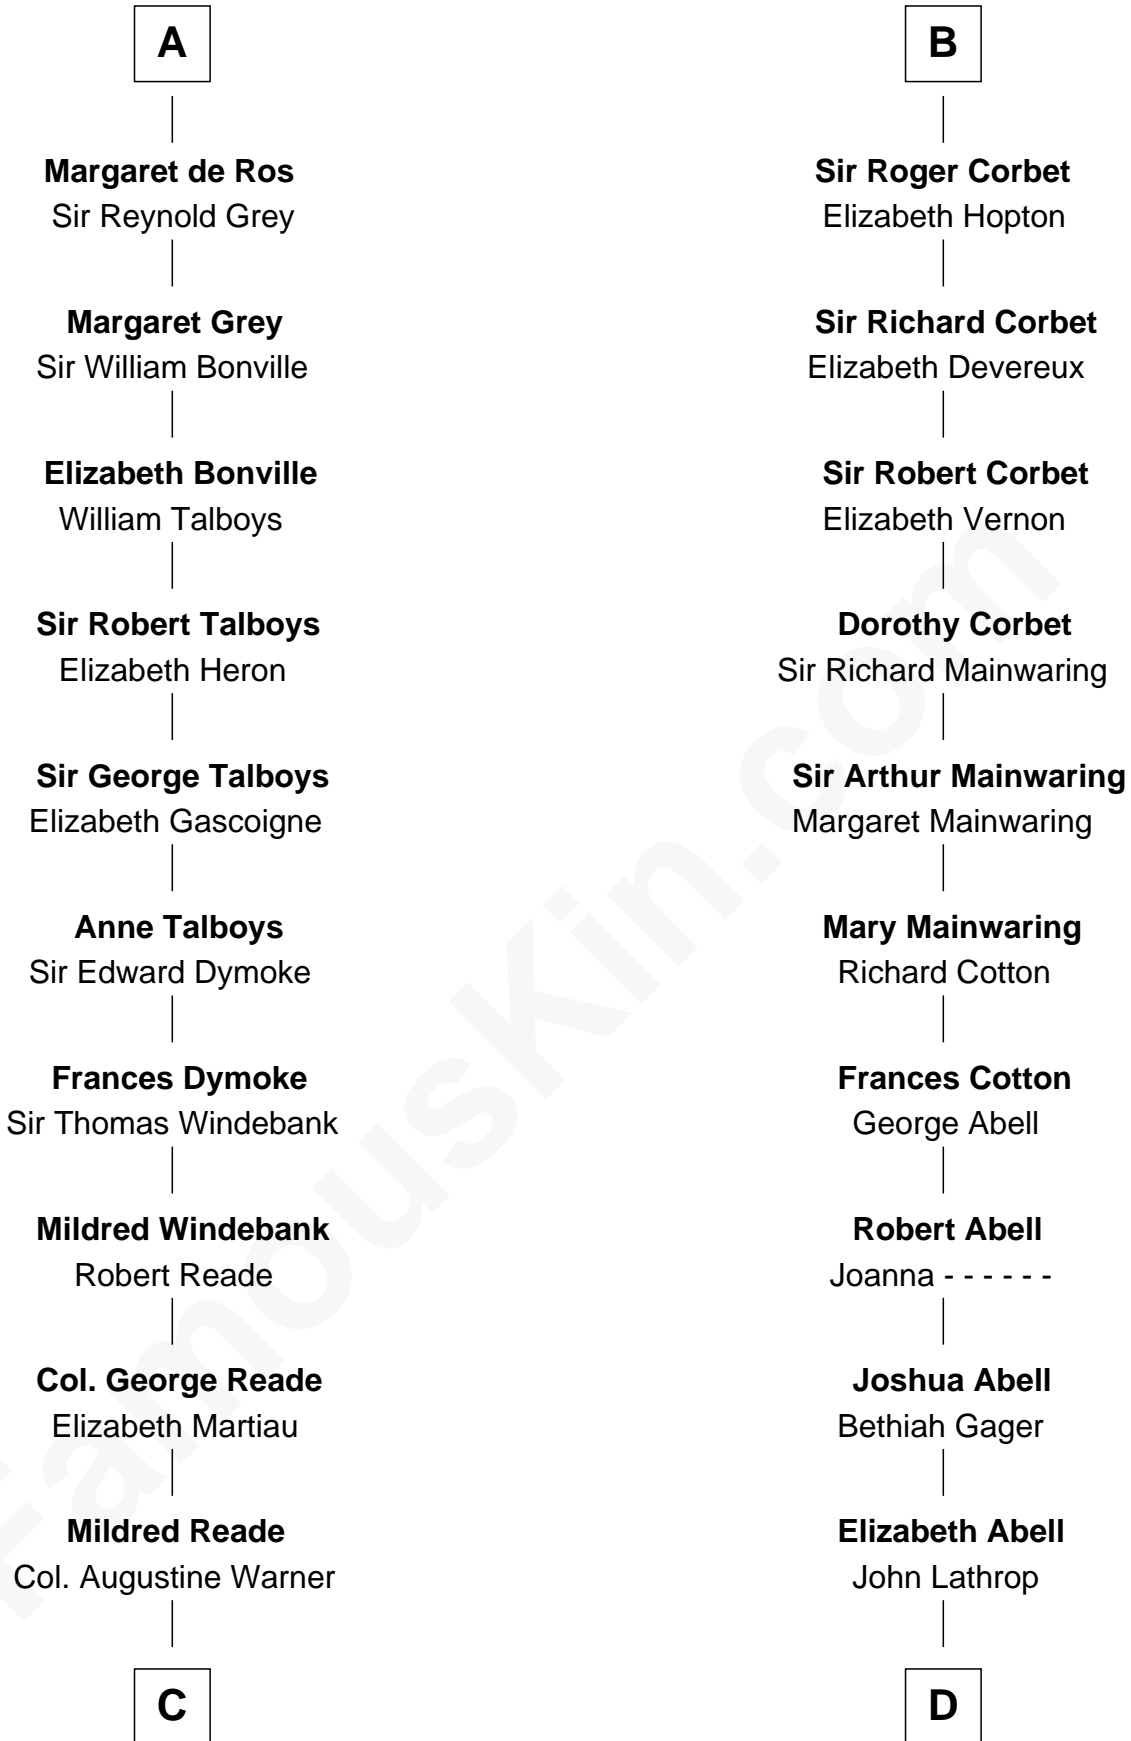 A
Margaret de Ros
Sir Reynold Grey
Margaret Grey
Sir William Bonville
Elizabeth Bonville
William Talboys
Sir Robert Talboys
Elizabeth Heron
Sir George Talboys
Elizabeth Gascoigne
Anne Talboys
Sir Edward Dymoke
Frances Dymoke
Sir Thomas Windebank
Mildred Windebank
Robert Reade
Col. George Reade
Elizabeth Martiau
Mildred Reade
Col. Augustine Warner
C
B
Sir Roger Corbet
Elizabeth Hopton
Sir Richard Corbet
Elizabeth Devereux
Sir Robert Corbet
Elizabeth Vernon
Dorothy Corbet
Sir Richard Mainwaring
Sir Arthur Mainwaring
Margaret Mainwaring
Mary Mainwaring
Richard Cotton
Frances Cotton
George Abell
Robert Abell
Joanna - - - - - -
Joshua Abell
Bethiah Gager
Elizabeth Abell
John Lathrop
D
FamousKin.com